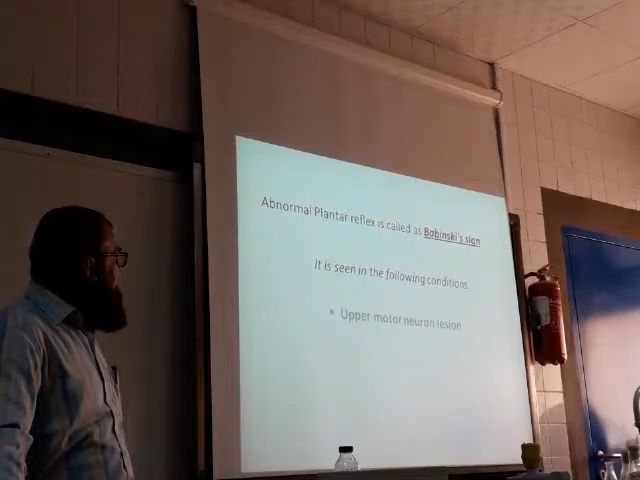 Abnormal Plantar reflex is called as Babinski's sign
It is seen in the following conditions
• Upper motor neuron lesion